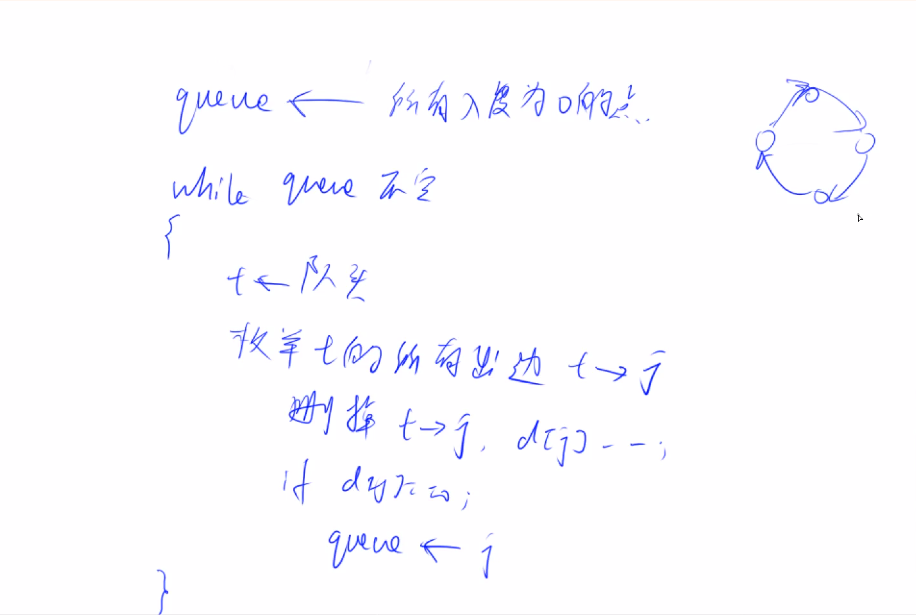 queue ← 所有入度为0的点.
while queue 不空
{
t ← 队头
枚举t的所有出边 t→j
删掉 t→j, d[j]--;
if d[j]==0;
queue ← j
}